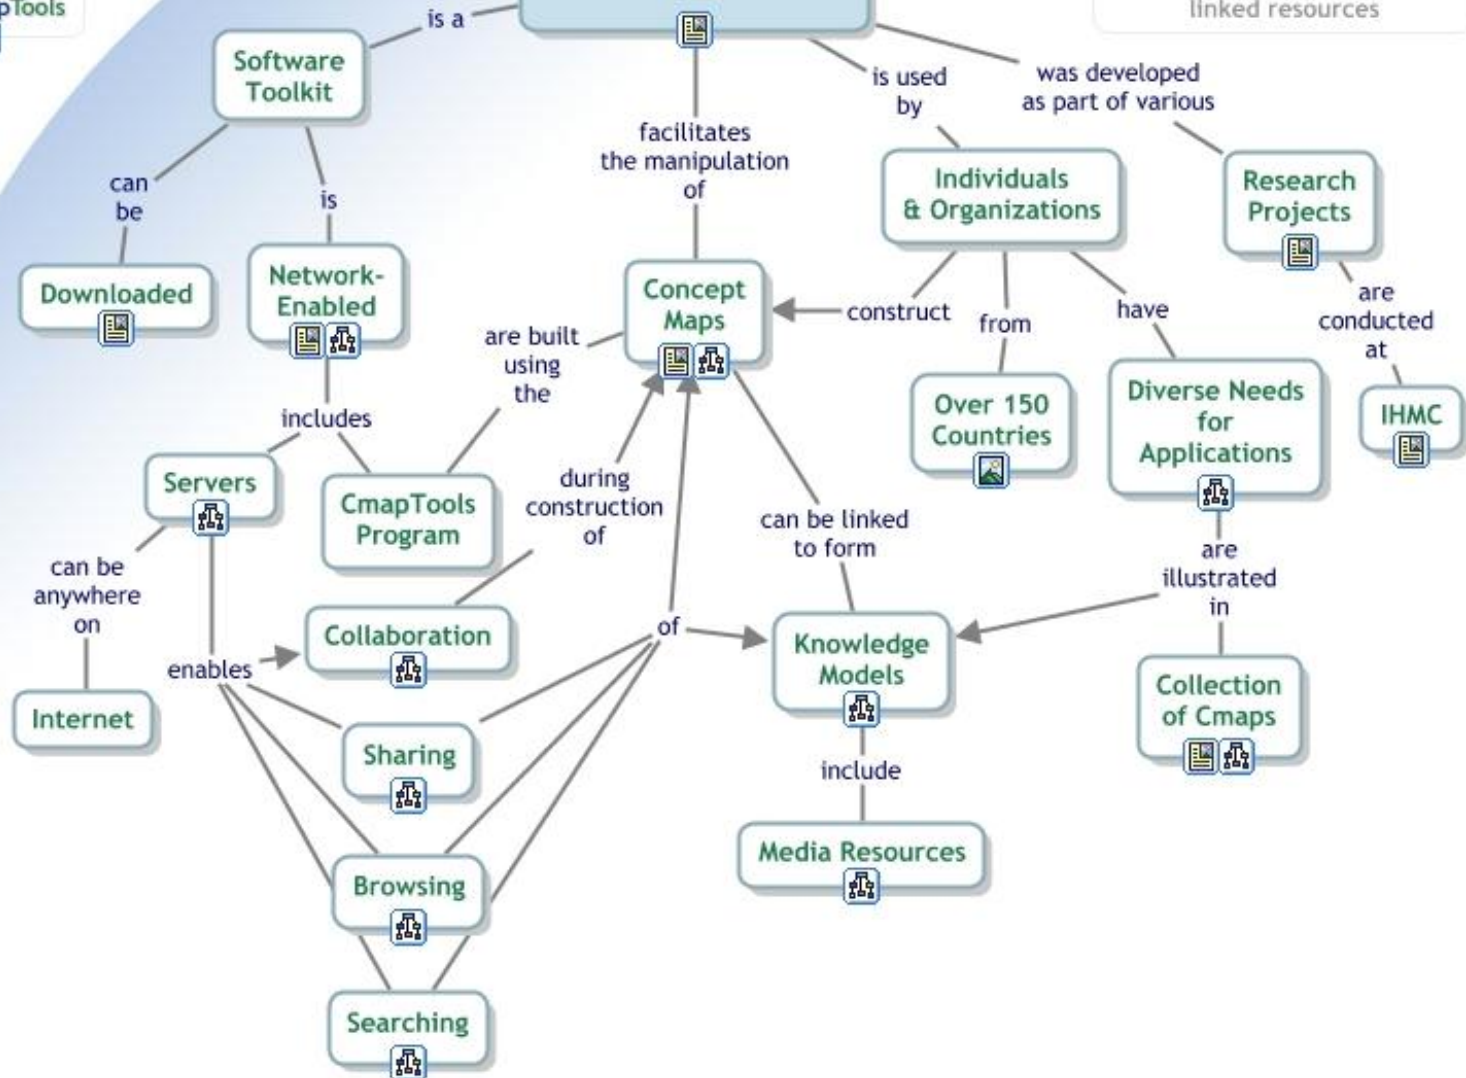 pTools
linked resources
is a
Software
Toolkit
is used
by
was developed
as part of various
facilitates
the manipulation
of
can
be
is
Individuals
& Organizations
Research
Projects
Downloaded
Network-
Enabled
Concept
Maps
construct
from
have
are
conducted
at
are built
using
the
includes
Over 150
Countries
Diverse Needs
for
Applications
IHMC
Servers
CmapTools
Program
during
construction
of
can be linked
to form
can be
anywhere
on
are
illustrated
in
enables
Collaboration
of
Knowledge
Models
Collection
of Cmaps
Internet
Sharing
include
Browsing
Media Resources
Searching